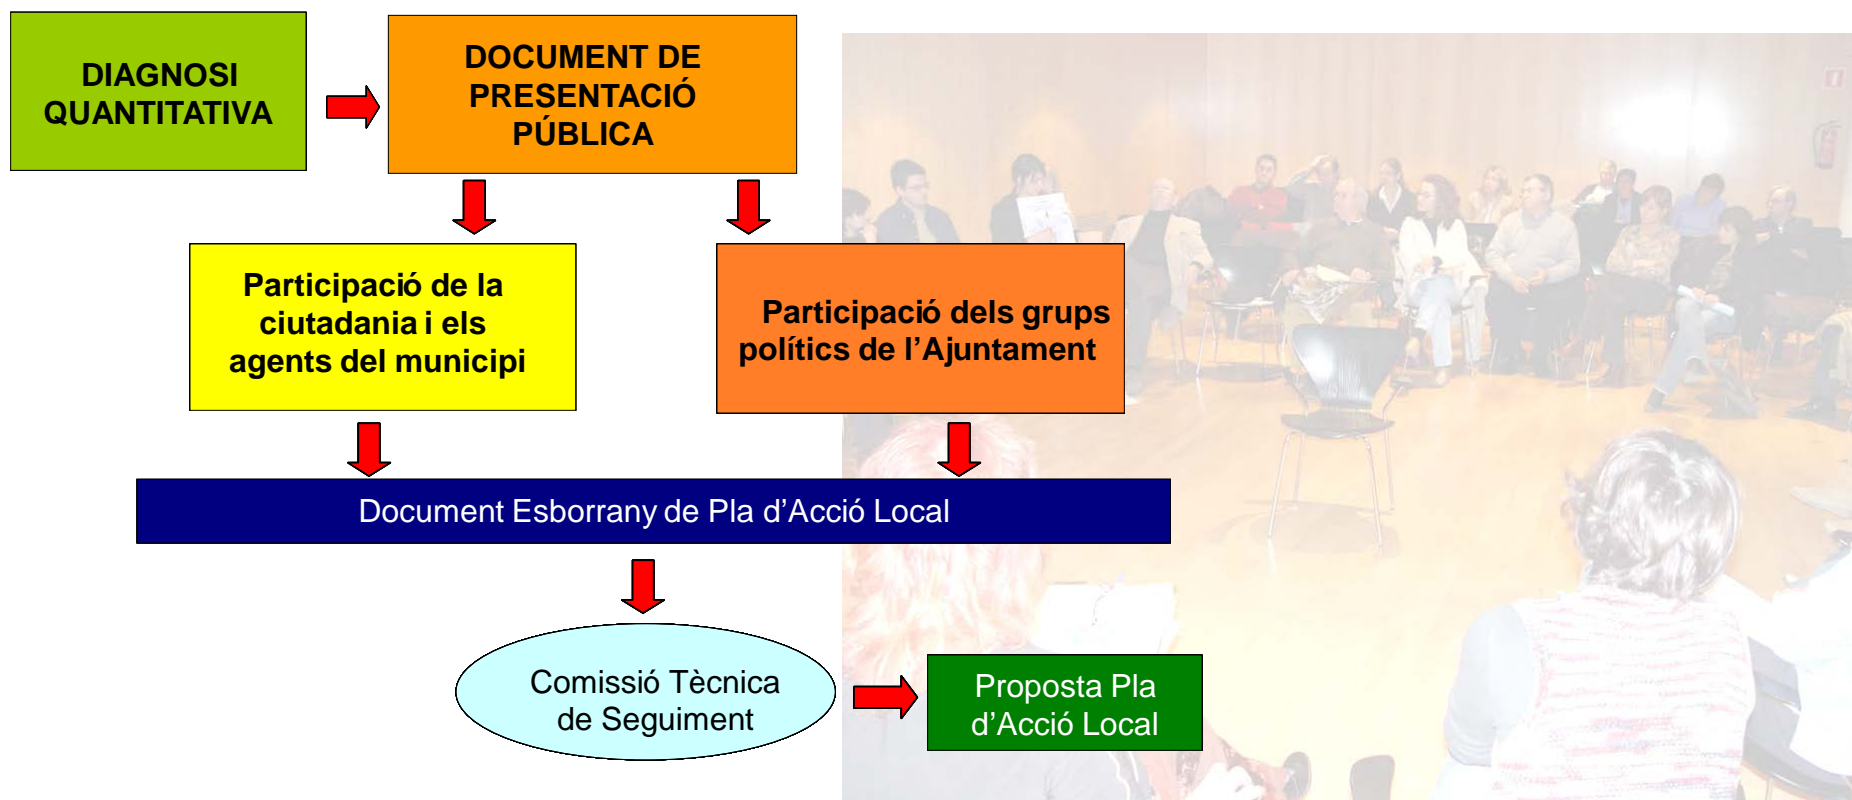 DIAGNOSI
QUANTITATIVA
DOCUMENT DE
PRESENTACIÓ
PÚBLICA
Participació de la
ciutadania i els
agents del municipi
Participació dels grups
polítics de l’Ajuntament
Document Esborrany de Pla d’Acció Local
Comissió Tècnica
de Seguiment
Proposta Pla
d’Acció Local